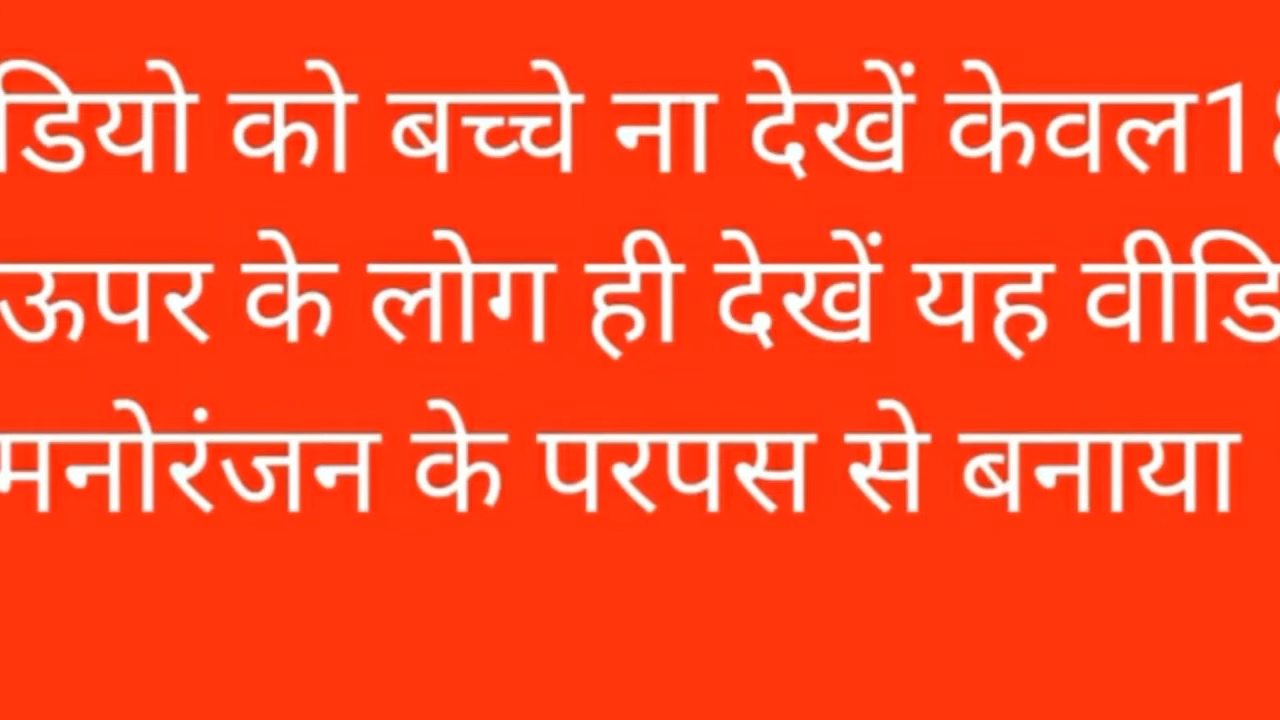 डियो को बच्चे ना देखें केवल1
ऊपर के लोग ही देखें यह वीडि
मनोरंजन के परपस से बनाया